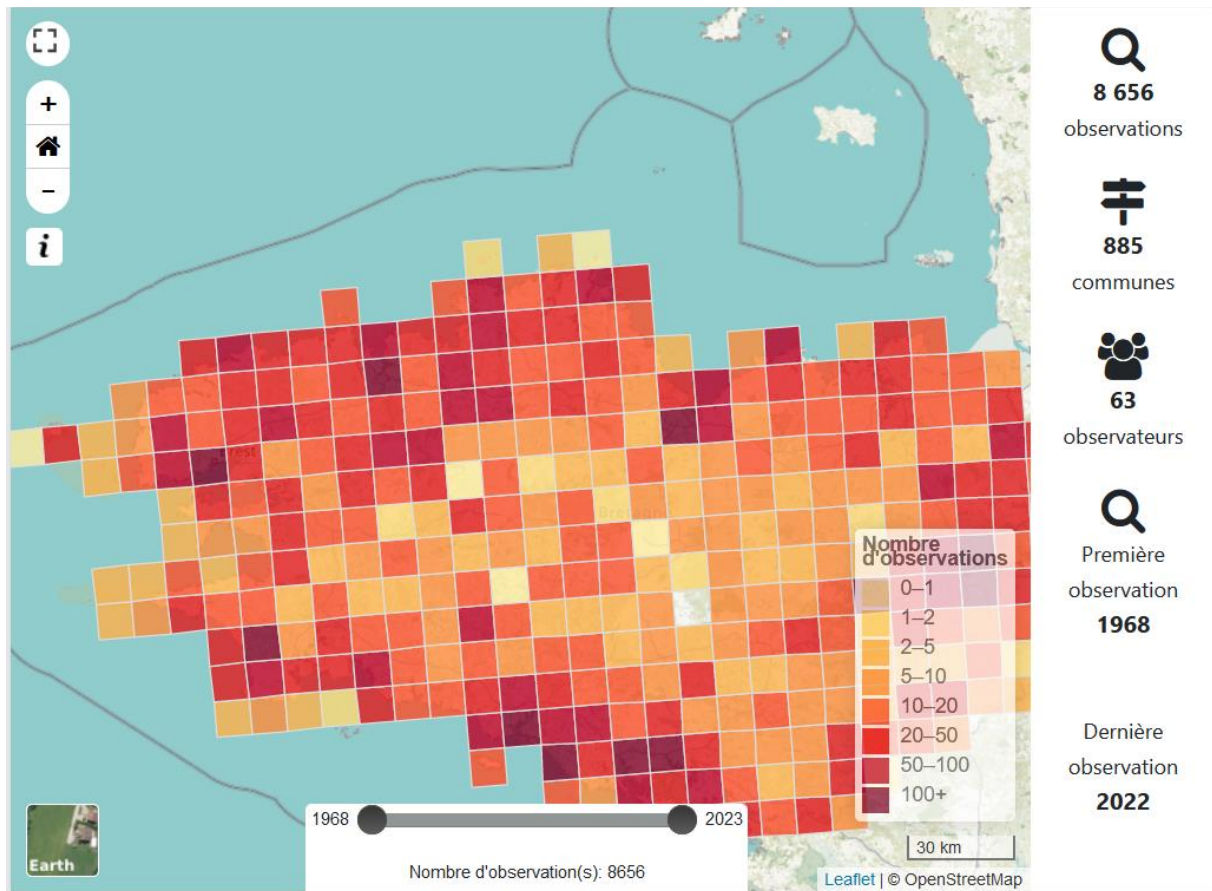 +
−
i
Brest
Bretagne
Nombre
d'observations
0–1
1–2
2–5
5–10
10–20
20–50
50–100
100+
1968
2023
Nombre d'observation(s): 8656
Earth
30 km
Leaflet | © OpenStreetMap
8 656
observations
885
communes
63
observateurs
Première
observation
1968
Dernière
observation
2022